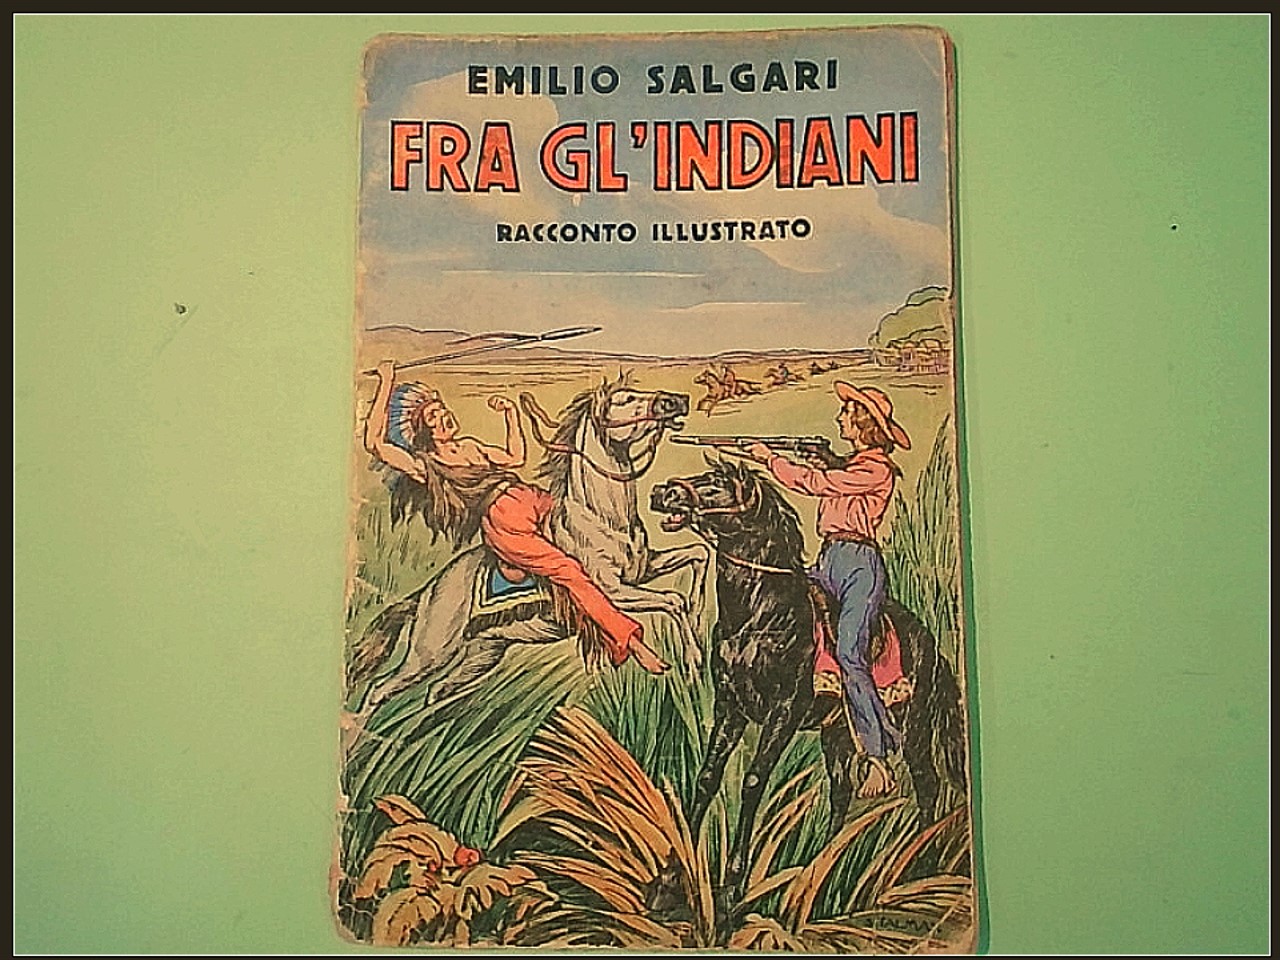 EMILIO SALGARI
FRA GL'INDIANI
RACCONTO ILLUSTRATO